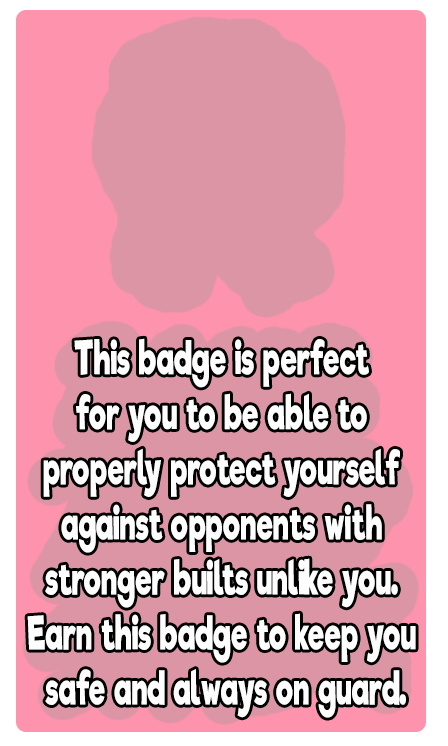 This badge is perfect
for you to be able to
properly protect yourself
against opponents with
stronger builts unlike you.
Earn this badge to keep you
safe and always on guard.